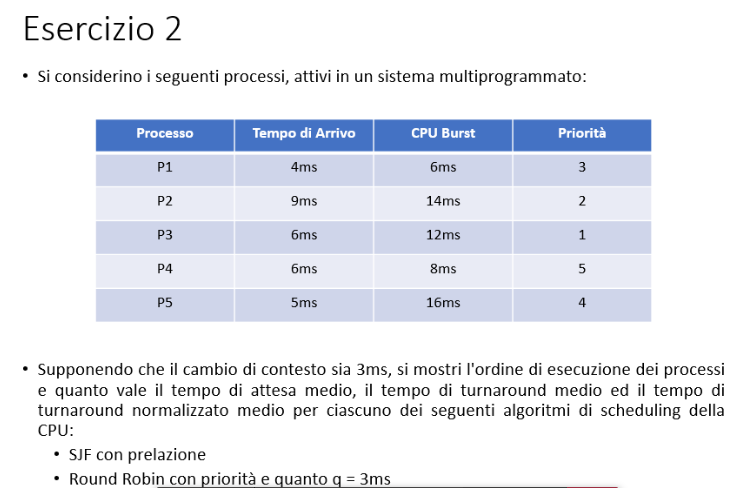 Esercizio 2
• Si considerino i seguenti processi, attivi in un sistema multiprogrammato:
Processo Tempo di Arrivo CPU Burst Priorità
P1 4ms 6ms 3
P2 9ms 14ms 2
P3 6ms 12ms 1
P4 6ms 8ms 5
P5 5ms 16ms 4
• Supponendo che il cambio di contesto sia 3ms, si mostri l'ordine di esecuzione dei processi
e quanto vale il tempo di attesa medio, il tempo di turnaround medio ed il tempo di
turnaround normalizzato medio per ciascuno dei seguenti algoritmi di scheduling della
CPU:
• SJF con prelazione
• Round Robin con priorità e quanto q = 3ms